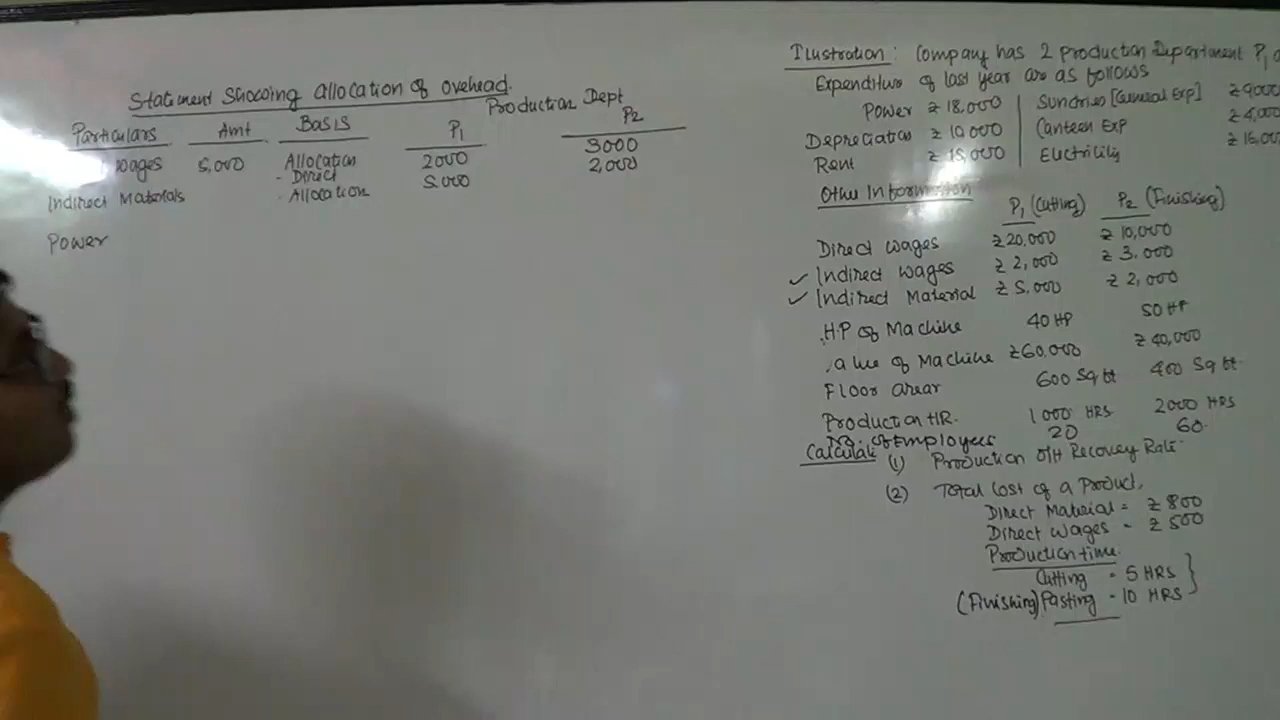 Statement Showing allocation of overhead.
Particulars Amt BASIS Production Dept
P1 P2
wages 5,000 Allocation 2000 3000
- Direct
Indirect Materials - Allocation 5000 2,000
Power
Ilustration : Company has 2 production Department P1
Expenditure of last year are as follows
Power ₹ 18,000 Sundries [General Exp] ₹ 9000
Depreciation ₹ 10000 Canteen Exp ₹ 4,000
Rent ₹ 15,000 Electricity
Other Information P1 (Cutting) P2 (Finishing)
Direct wages ₹ 20,000 ₹ 10,000
✓ Indirect wages ₹ 2,000 ₹ 3,000
✓ Indirect Material ₹ 5,000 ₹ 2,000
H.P of Machine 40 HP 50 HP
value of Machine ₹ 60,000 ₹ 40,000
Floor area 600 Sq ft 400 Sq ft.
Production HR. 1000 HRS 2000 HRS
No. of Employees 20 60
Calculate (1) Production O/H Recovery Rate
(2) Total Cost of a Product.
Direct Material = ₹ 800
Direct wages - ₹ 500
Production time.
Cutting - 5 HRS
(Finishing) Pasting - 10 HRS